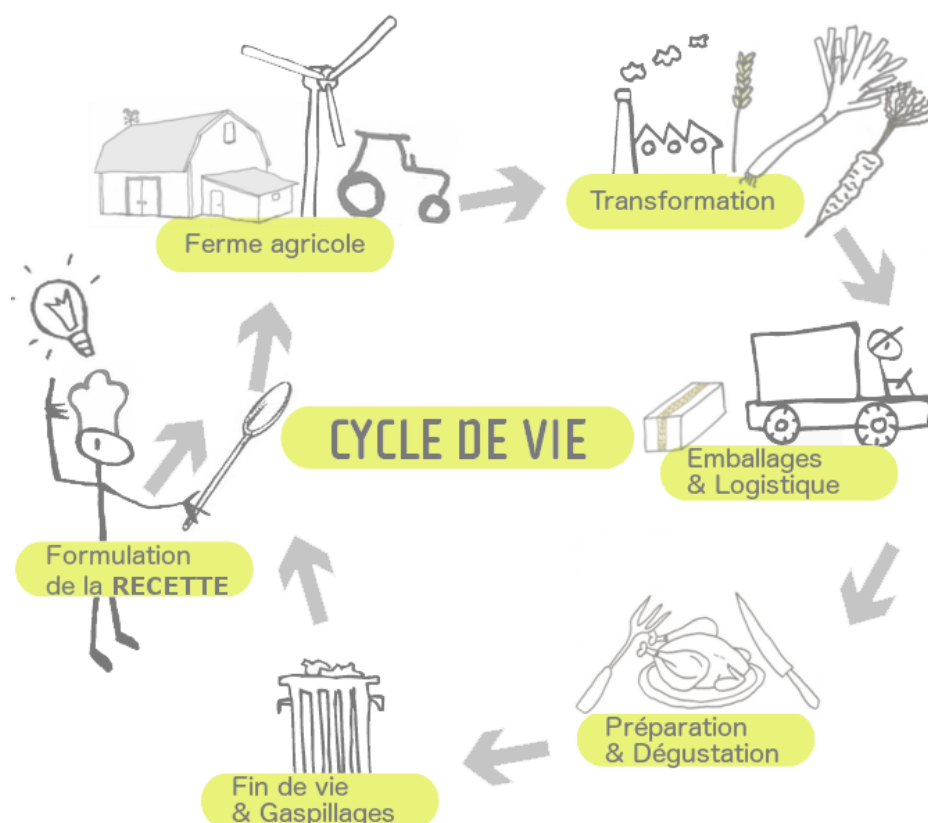 Ferme agricole
Transformation
CYCLE DE VIE
Emballages
& Logistique
Formulation
de la RECETTE
Préparation
& Dégustation
Fin de vie
& Gaspillages